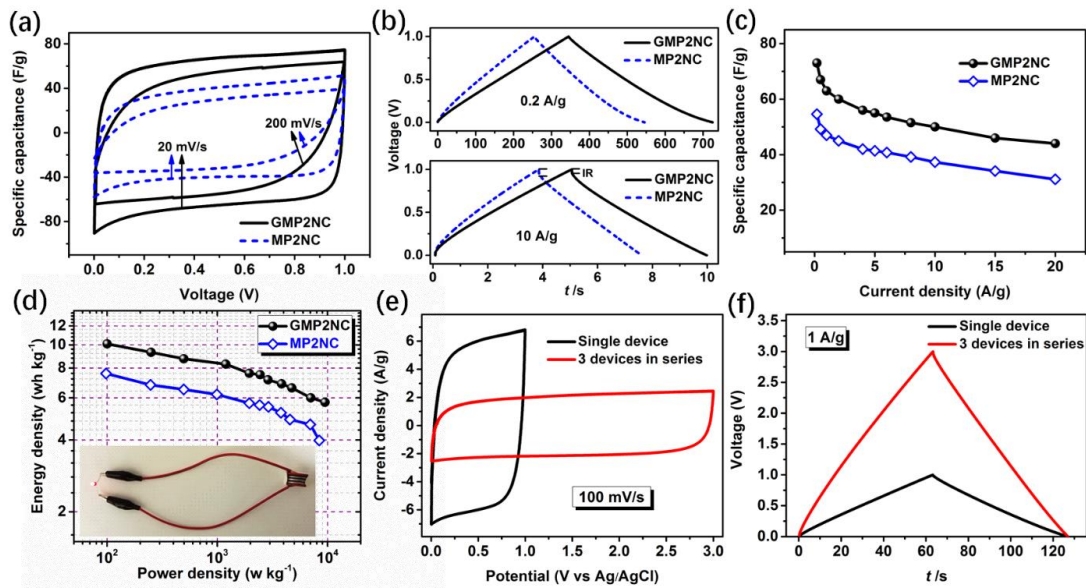 (a)
Specific capacitance (F/g)
80
40
0
-40
-80
200 mV/s
20 mV/s
GMP2NC
MP2NC
0.0 0.2 0.4 0.6 0.8 1.0
Voltage (V)
(b)
Voltage (V)
1.0
0.5
0.0
GMP2NC
MP2NC
0.2 A/g
0 100 200 300 400 500 600 700
1.0
0.5
0.0
IR
GMP2NC
MP2NC
10 A/g
0 2 4 6 8 10
t /s
(c)
Specific capacitance (F/g)
80
60
40
20
GMP2NC
MP2NC
0 5 10 15 20
Current density (A/g)
(d)
Energy density (wh kg⁻¹)
12
10
8
6
4
2
GMP2NC
MP2NC
10² 10³ 10⁴
Power density (w kg⁻¹)
(e)
Current density (A/g)
6
4
2
0
-2
-4
-6
Single device
3 devices in series
100 mV/s
0.0 0.5 1.0 1.5 2.0 2.5 3.0
Potential (V vs Ag/AgCl)
(f)
Voltage (V)
3.5
3.0
2.5
2.0
1.5
1.0
0.5
0.0
1 A/g
Single device
3 devices in series
0 20 40 60 80 100 120
t /s